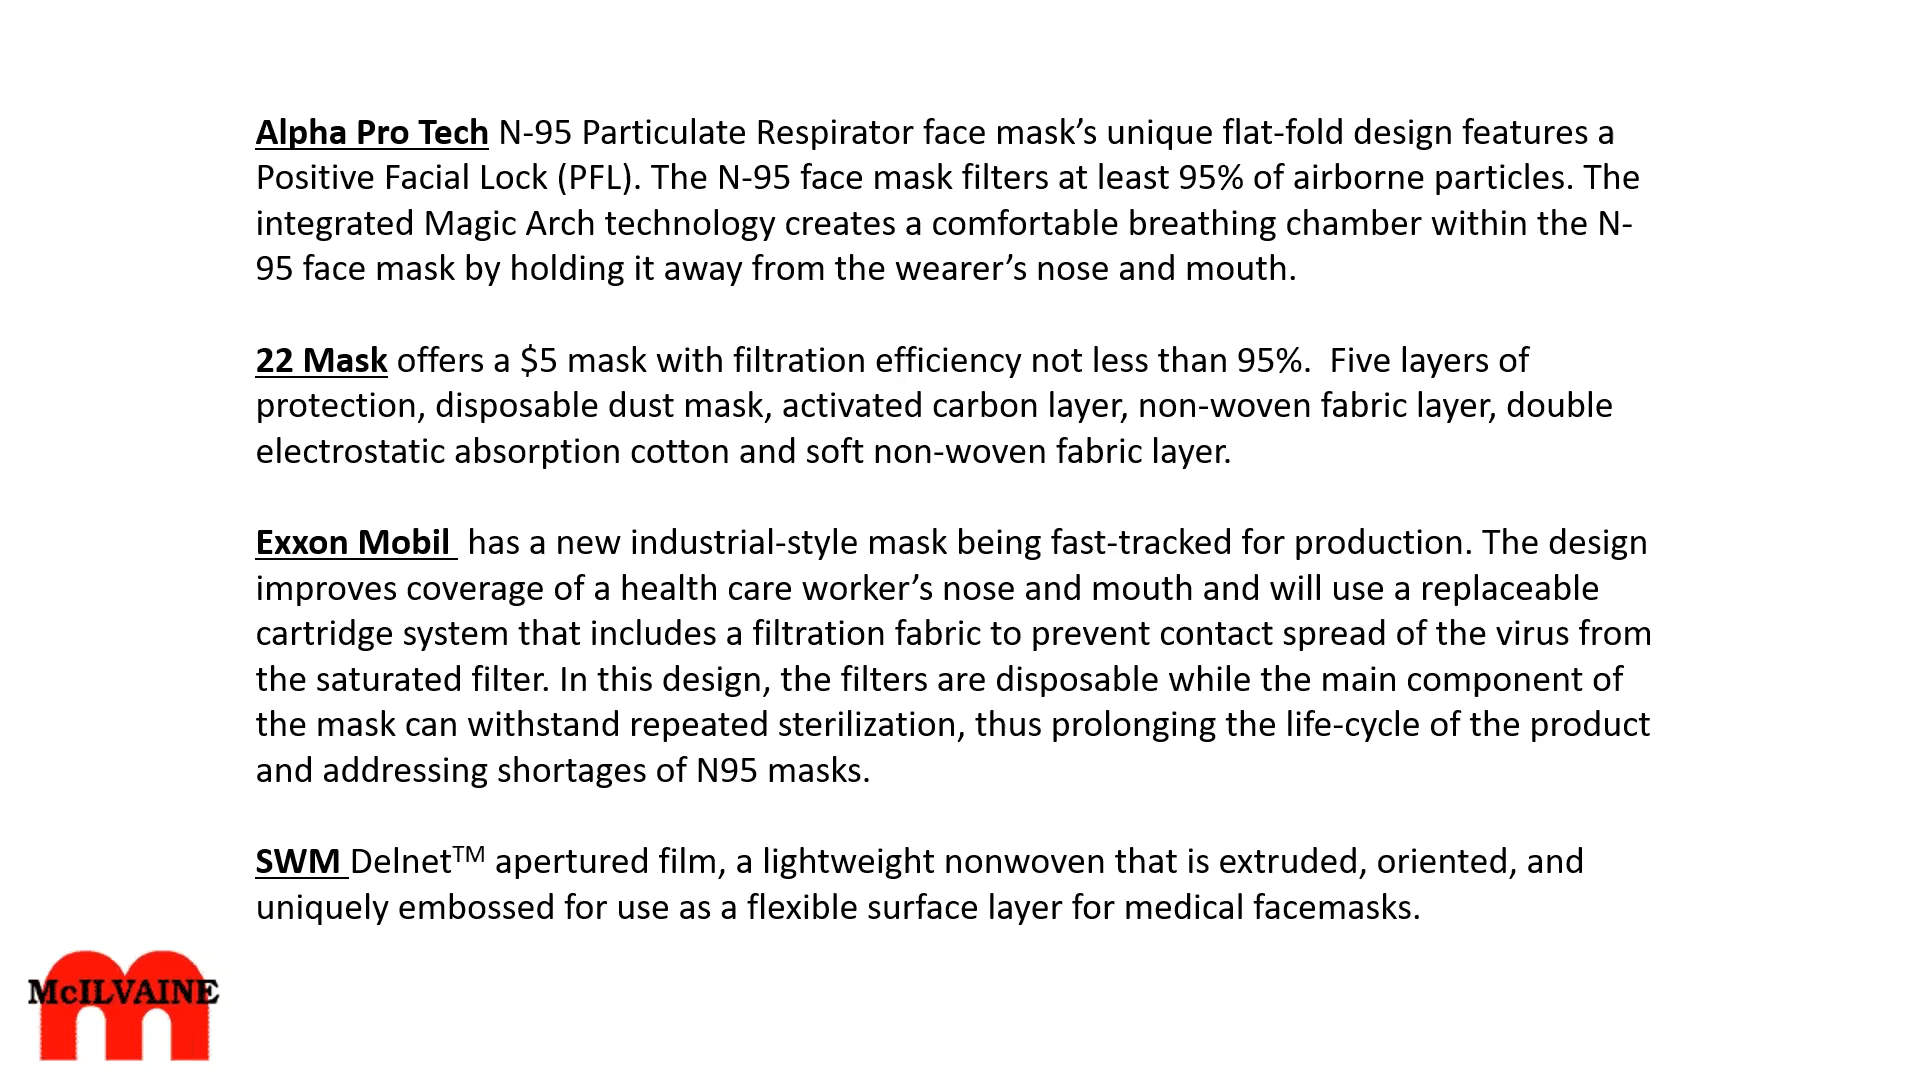 Alpha Pro Tech N-95 Particulate Respirator face mask’s unique flat-fold design features a
Positive Facial Lock (PFL). The N-95 face mask filters at least 95% of airborne particles. The
integrated Magic Arch technology creates a comfortable breathing chamber within the N-
95 face mask by holding it away from the wearer’s nose and mouth.
22 Mask offers a $5 mask with filtration efficiency not less than 95%.  Five layers of
protection, disposable dust mask, activated carbon layer, non-woven fabric layer, double
electrostatic absorption cotton and soft non-woven fabric layer.
Exxon Mobil  has a new industrial-style mask being fast-tracked for production. The design
improves coverage of a health care worker’s nose and mouth and will use a replaceable
cartridge system that includes a filtration fabric to prevent contact spread of the virus from
the saturated filter. In this design, the filters are disposable while the main component of
the mask can withstand repeated sterilization, thus prolonging the life-cycle of the product
and addressing shortages of N95 masks.
SWM Delnet™ apertured film, a lightweight nonwoven that is extruded, oriented, and
uniquely embossed for use as a flexible surface layer for medical facemasks.
McILVAINE